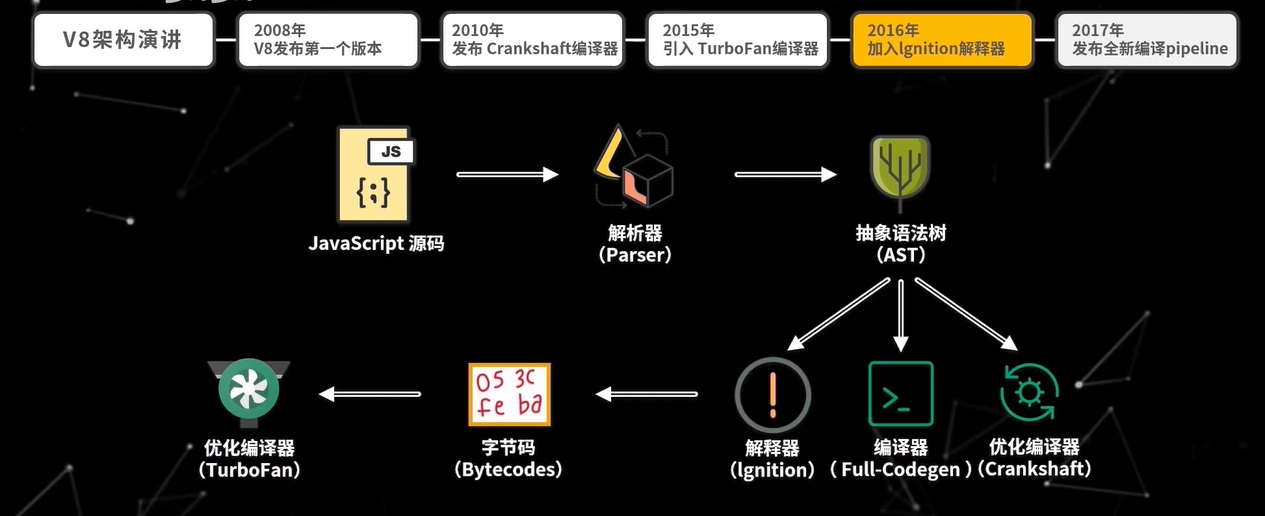 V8架构演讲
2008年
V8发布第一个版本
2010年
发布 Crankshaft编译器
2015年
引入 TurboFan编译器
2016年
加入lgnition解释器
2017年
发布全新编译pipeline
JS
{;}
JavaScript 源码
解析器
（Parser）
抽象语法树
（AST）
05 3c
fe ba
>_
优化编译器
（TurboFan）
字节码
（Bytecodes）
解释器
（lgnition）
编译器
（ Full-Codegen ）
优化编译器
（Crankshaft）